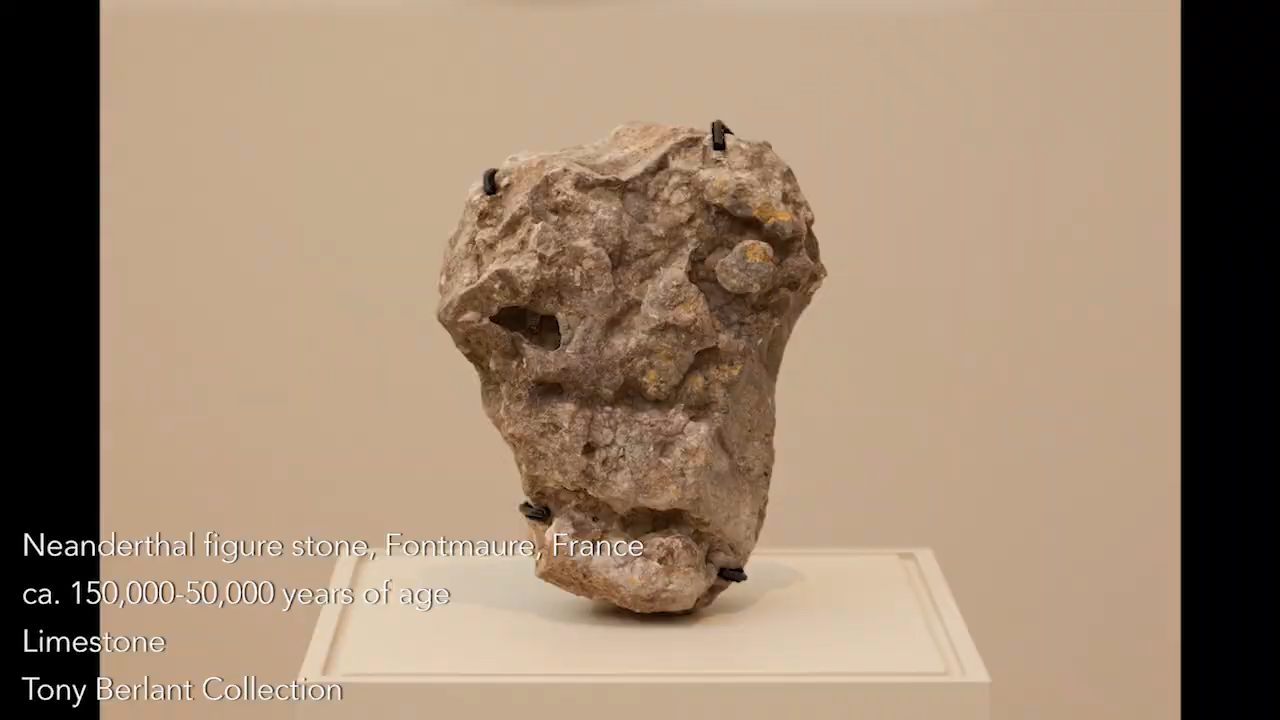 Neanderthal figure stone, Fontmaure, France
ca. 150,000-50,000 years of age
Limestone
Tony Berlant Collection